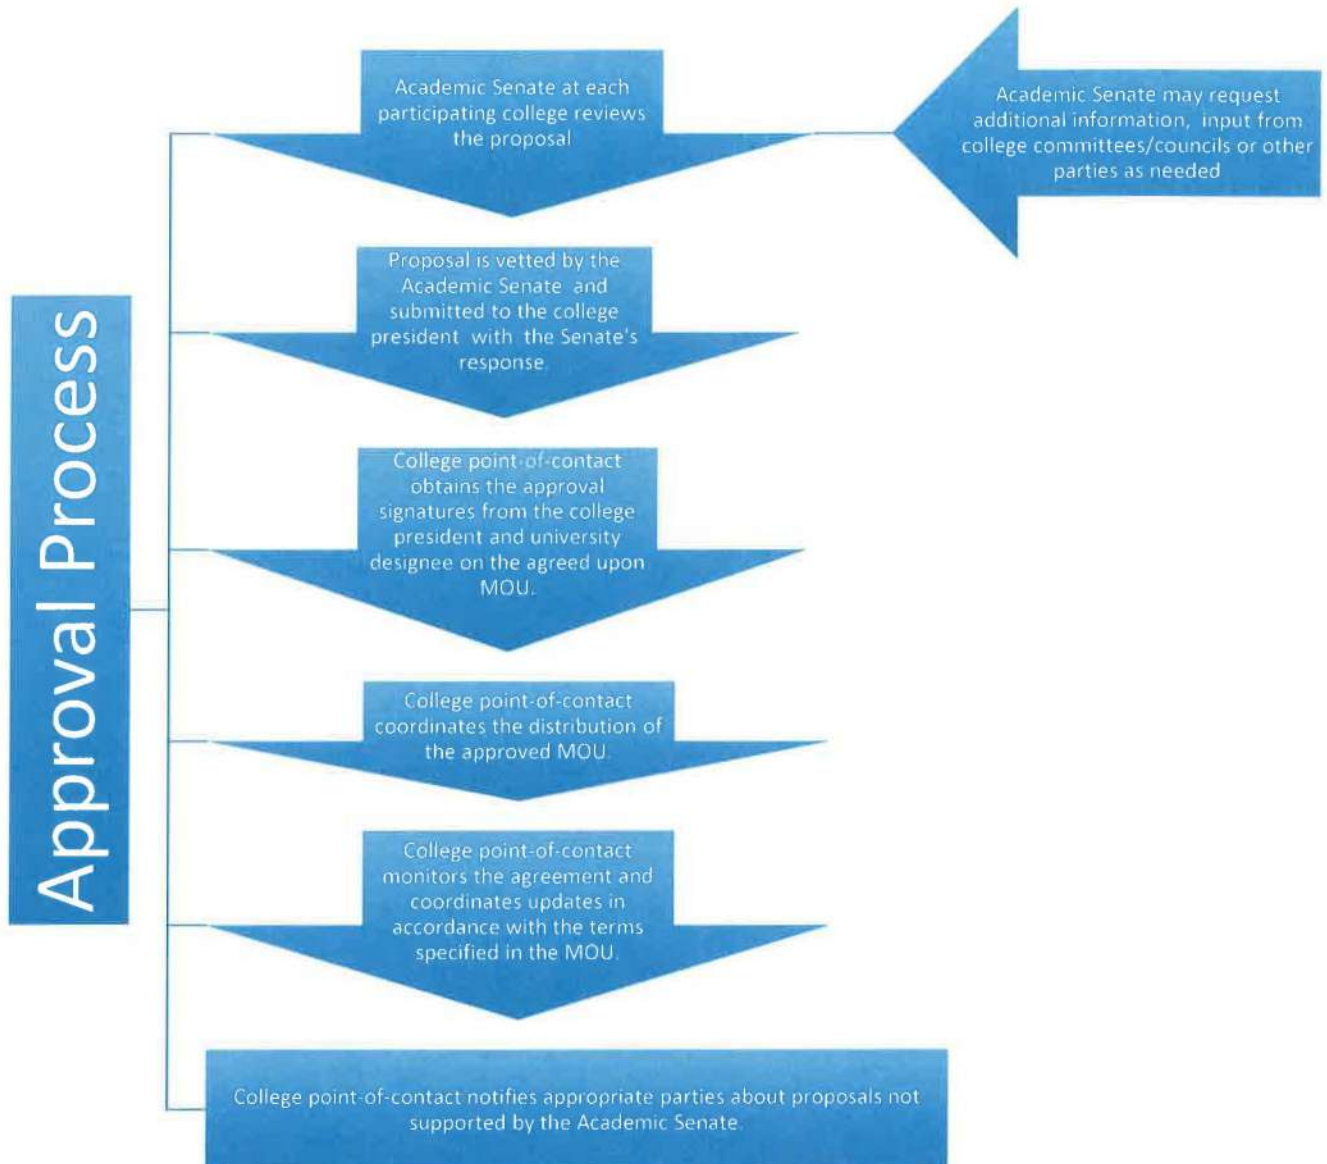 Approval Process
Academic Senate at each
participating college reviews
the proposal
Academic Senate may request
additional information, input from
college committees/councils or other
parties as needed
Proposal is vetted by the
Academic Senate and
submitted to the college
president with the Senate's
response.
College point-of-contact
obtains the approval
signatures from the college
president and university
designee on the agreed upon
MOU.
College point-of-contact
coordinates the distribution of
the approved MOU.
College point-of-contact
monitors the agreement and
coordinates updates in
accordance with the terms
specified in the MOU.
College point-of-contact notifies appropriate parties about proposals not
supported by the Academic Senate.